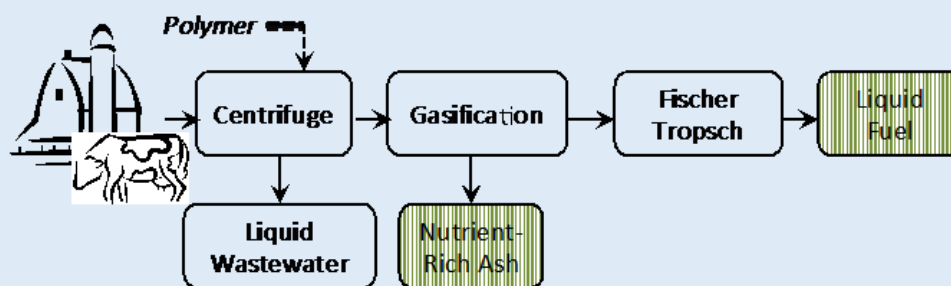 Polymer
Centrifuge
Gasification
Fischer
Tropsch
Liquid
Fuel
Liquid
Wastewater
Nutrient-
Rich Ash